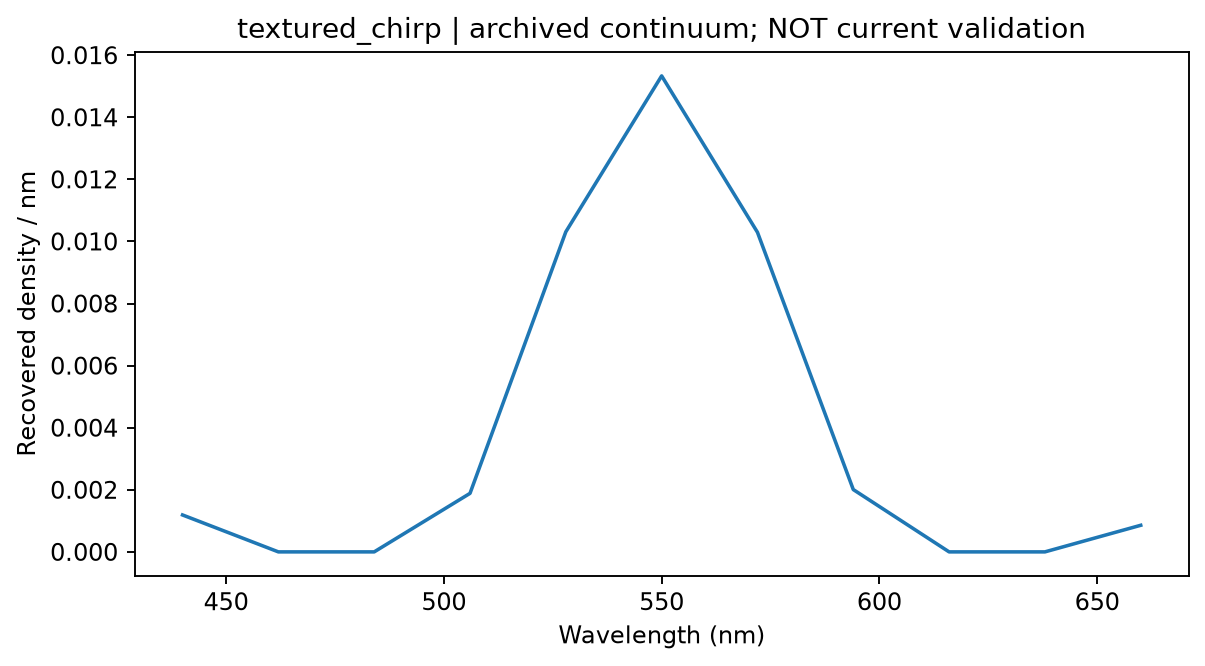 textured_chirp | archived continuum; NOT current validation
Recovered density / nm
0.016
0.014
0.012
0.010
0.008
0.006
0.004
0.002
0.000
450 500 550 600 650
Wavelength (nm)